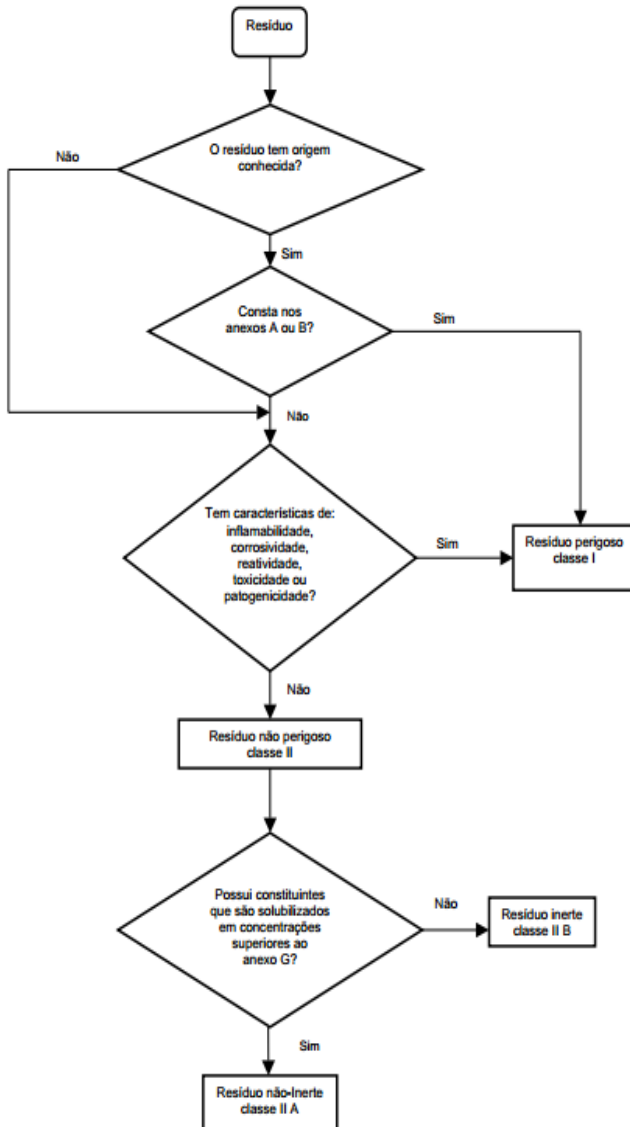 Resíduo
O resíduo tem origem
conhecida?
Não
Sim
Consta nos
anexos A ou B?
Sim
Não
Tem características de:
inflamabilidade,
corrosividade,
reatividade,
toxicidade ou
patogenicidade?
Sim
Resíduo perigoso
classe I
Não
Resíduo não perigoso
classe II
Possui constituintes
que são solubilizados
em concentrações
superiores ao
anexo G?
Não
Resíduo inerte
classe II B
Sim
Resíduo não-Inerte
classe II A